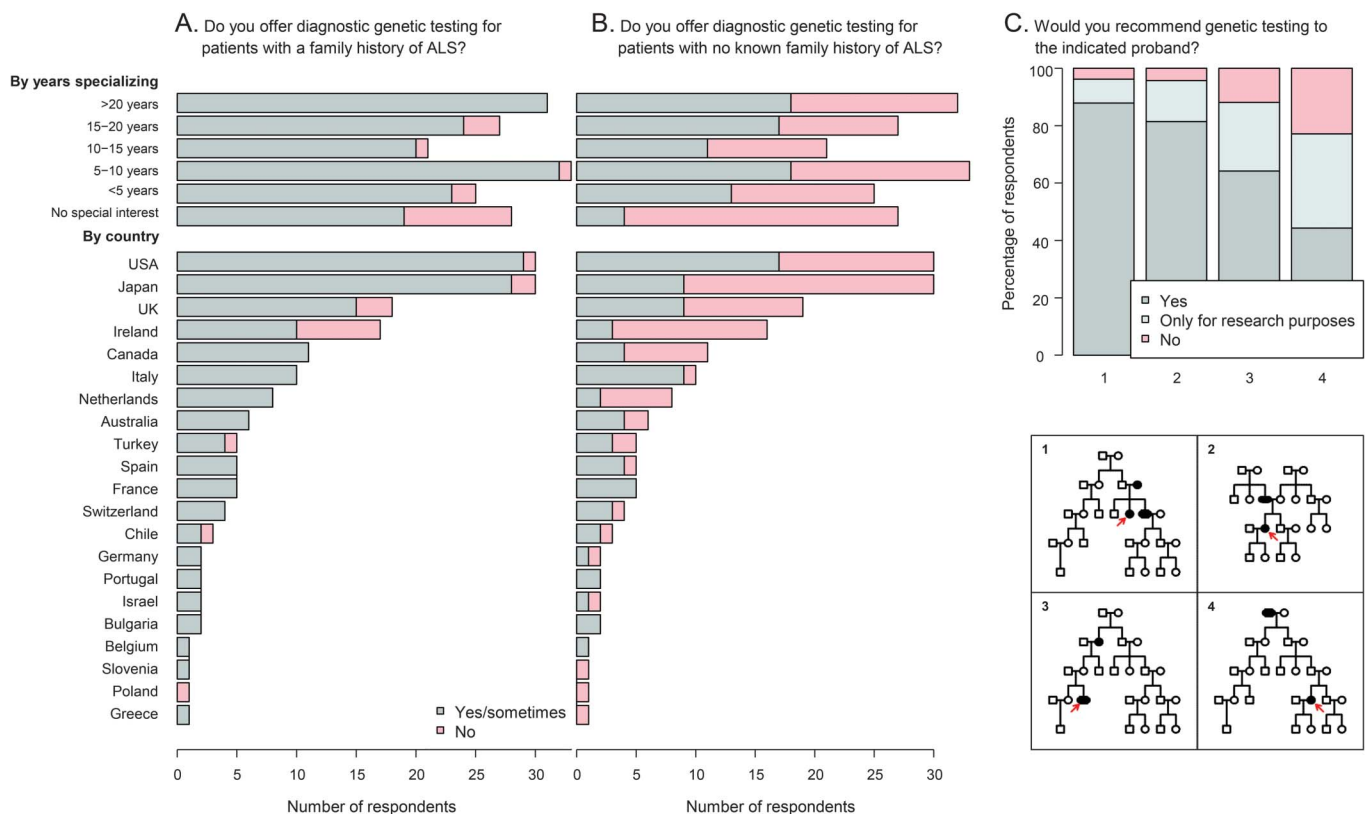 A. Do you offer diagnostic genetic testing for
patients with a family history of ALS?
B. Do you offer diagnostic genetic testing for
patients with no known family history of ALS?
C. Would you recommend genetic testing to
the indicated proband?
By years specializing
>20 years
15−20 years
10−15 years
5−10 years
<5 years
No special interest
By country
USA
Japan
UK
Ireland
Canada
Italy
Netherlands
Australia
Turkey
Spain
France
Switzerland
Chile
Germany
Portugal
Israel
Bulgaria
Belgium
Slovenia
Poland
Greece
Yes/sometimes
No
0 5 10 15 20 25 30
Number of respondents
0 5 10 15 20 25 30
Number of respondents
Percentage of respondents
100
80
60
40
20
0
Yes
Only for research purposes
No
1 2 3 4
1
2
3
4